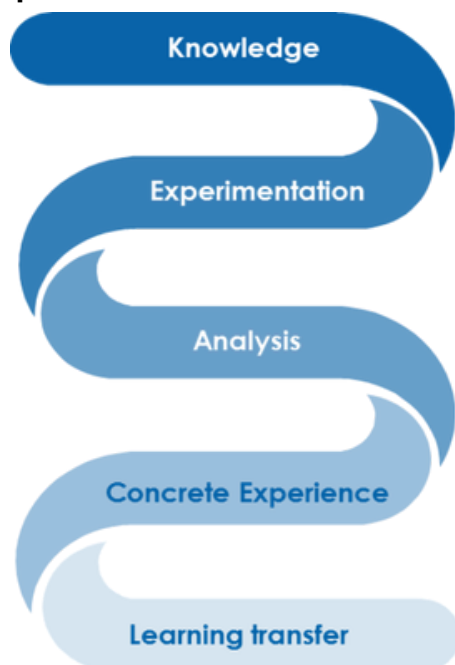 Knowledge
Experimentation
Analysis
Concrete Experience
Learning transfer